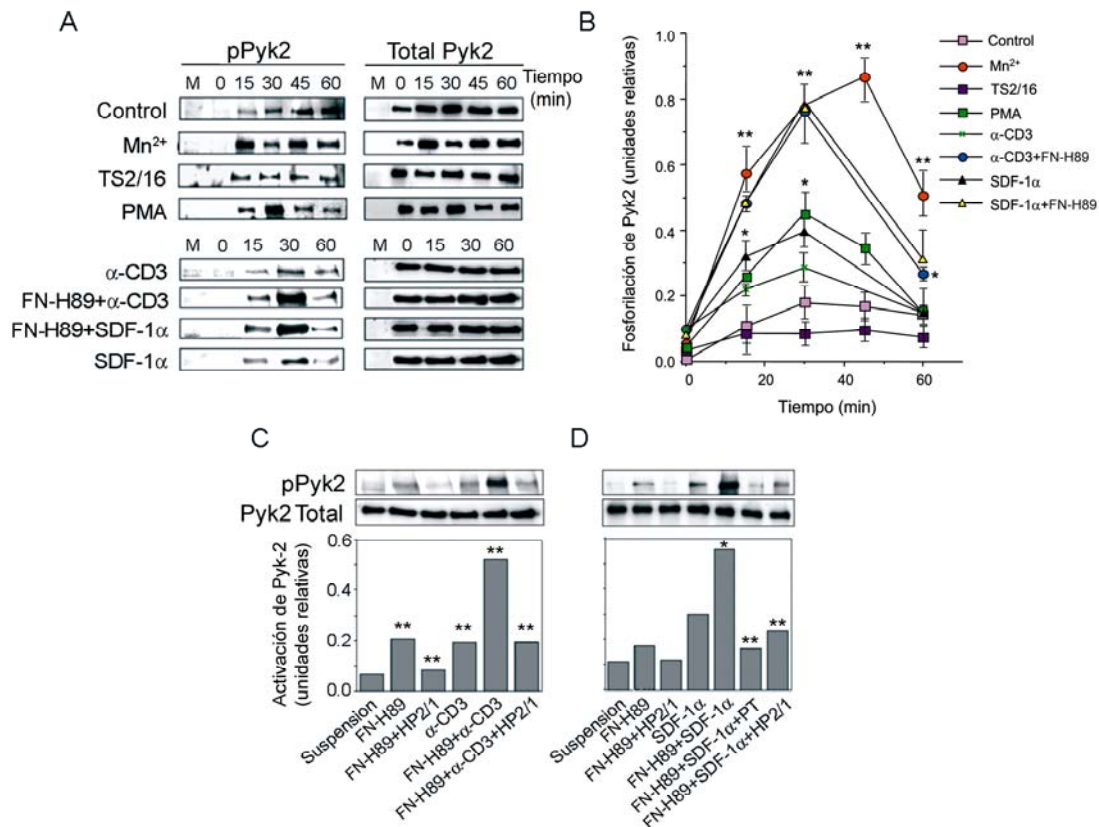 A
pPyk2
Total Pyk2
M 0 15 30 45 60
M 0 15 30 45 60
Tiempo (min)
Control
Mn²⁺
TS2/16
PMA
M 0 15 30 60
M 0 15 30 60
α-CD3
FN-H89+α-CD3
FN-H89+SDF-1α
SDF-1α
B
Fosforilación de Pyk2 (unidades relativas)
1.0
0.8
0.6
0.4
0.2
0.0
**
**
**
**
*
*
*
0 20 40 60
Tiempo (min)
Control
Mn²⁺
TS2/16
PMA
α-CD3
α-CD3+FN-H89
SDF-1α
SDF-1α+FN-H89
C
pPyk2
Pyk2 Total
Activación de Pyk-2
(unidades relativas)
0.6
0.4
0.2
0.0
** ** ** ** **
Suspension
FN-H89
FN-H89+HP2/1
α-CD3
FN-H89+α-CD3
FN-H89+α-CD3+HP2/1
D
* ** **
Suspension
FN-H89
FN-H89+HP2/1
SDF-1α
FN-H89+SDF-1α
FN-H89+SDF-1α+PT
FN-H89+SDF-1α+HP2/1